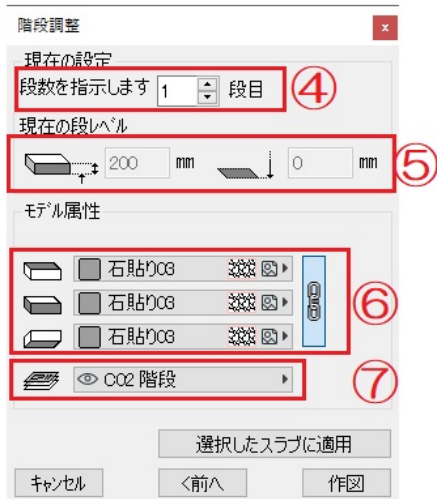 階段調整
x
現在の設定
段数を指示します 1 段目 ④
現在の段レベル
200 mm 0 mm ⑤
モデル属性
石貼り03
石貼り03 ⑥
石貼り03
C02 階段 ⑦
選択したスラブに適用
キャンセル <前へ 作図